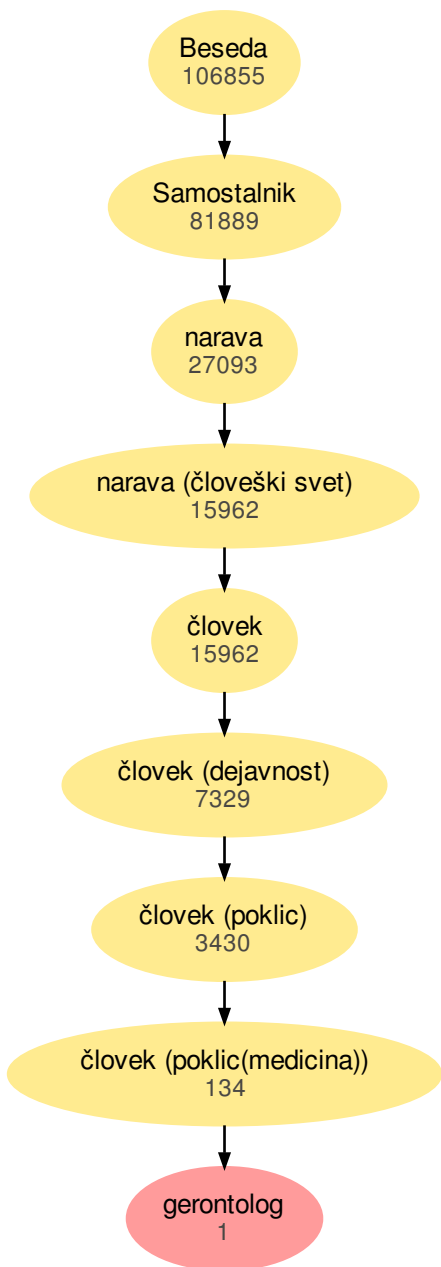 Beseda
106855
Samostalnik
81889
narava
27093
narava (človeški svet)
15962
človek
15962
človek (dejavnost)
7329
človek (poklic)
3430
človek (poklic(medicina))
134
gerontolog
1